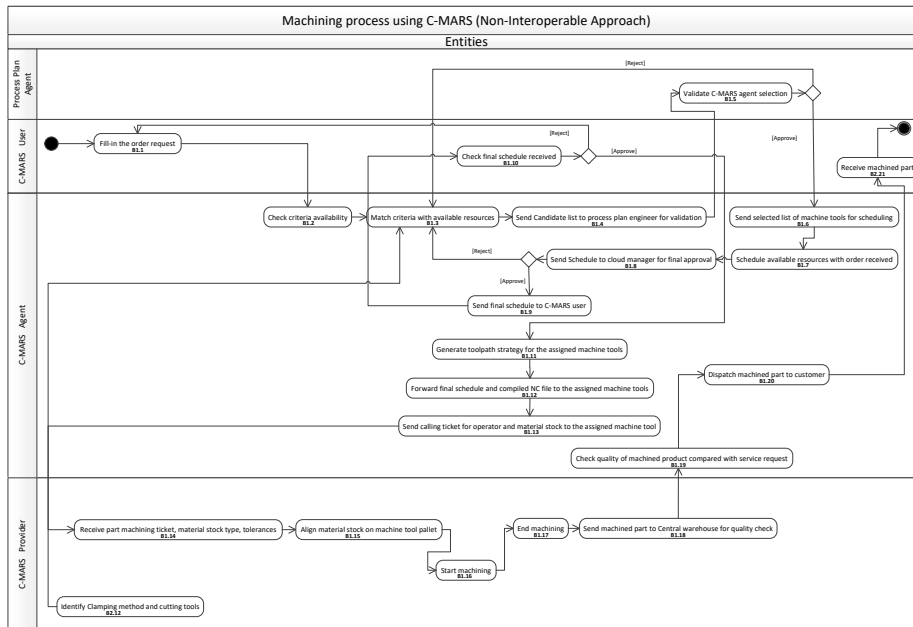 Machining process using C-MARS (Non-Interoperable Approach)
Entities
Process Plan
Agent
[Reject]
Validate C-MARS agent selection
B1.5
C-MARS User
Fill-in the order request
B1.1
[Reject]
[Approve]
[Approve]
Check final schedule received
B1.10
Receive machined part
B2.21
C-MARS Agent
Check criteria availability
B1.2
Match criteria with available resources
B1.3
Send Candidate list to process plan engineer for validation
B1.4
Send selected list of machine tools for scheduling
B1.6
[Reject]
Send Schedule to cloud manager for final approval
B1.8
Schedule available resources with order received
B1.7
[Approve]
Send final schedule to C-MARS user
B1.9
Generate toolpath strategy for the assigned machine tools
B1.11
Dispatch machined part to customer
B1.20
Forward final schedule and compiled NC file to the assigned machine tools
B1.12
Send calling ticket for operator and material stock to the assigned machine tool
B1.13
Check quality of machined product compared with service request
B1.19
C-MARS Provider
Receive part machining ticket, material stock type, tolerances
B1.14
Align material stock on machine tool pallet
B1.15
End machining
B1.17
Send machined part to Central warehouse for quality check
B1.18
Start machining
B1.16
Identify Clamping method and cutting tools
B2.12